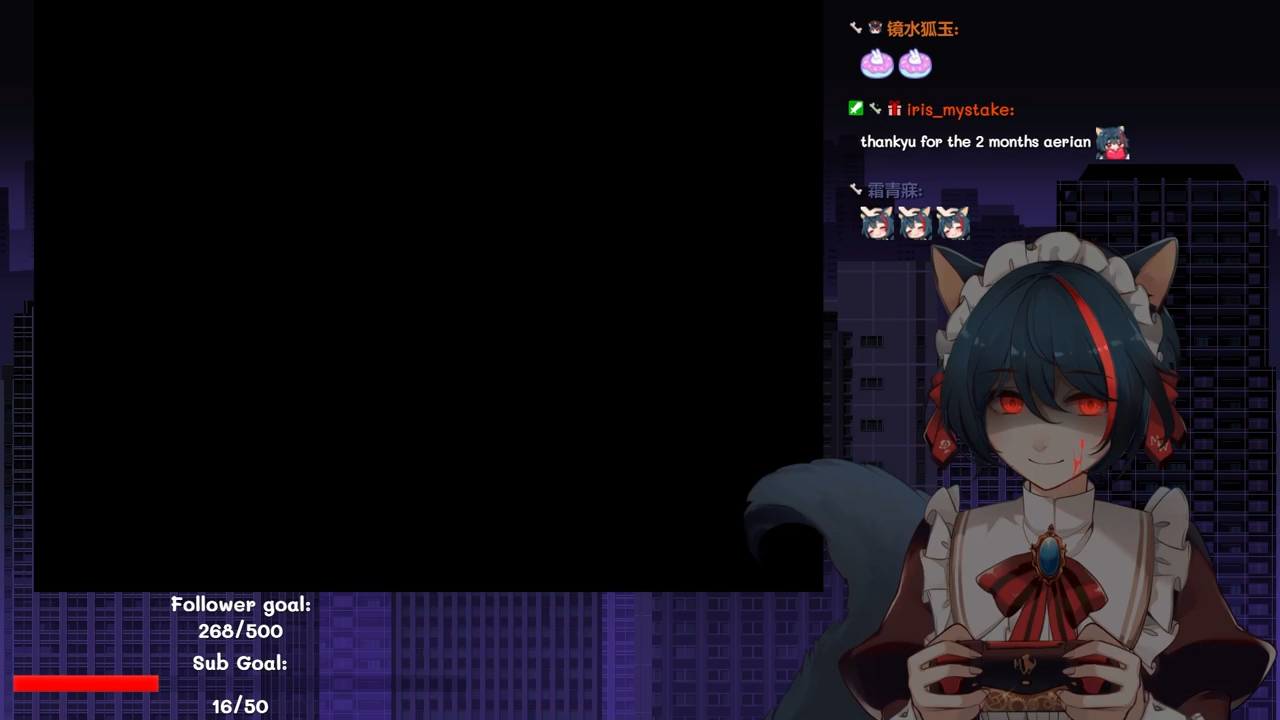 镜水狐玉:
iris_mystake:
thankyu for the 2 months aerian
霜青寐:
Follower goal:
268/500
Sub Goal:
16/50